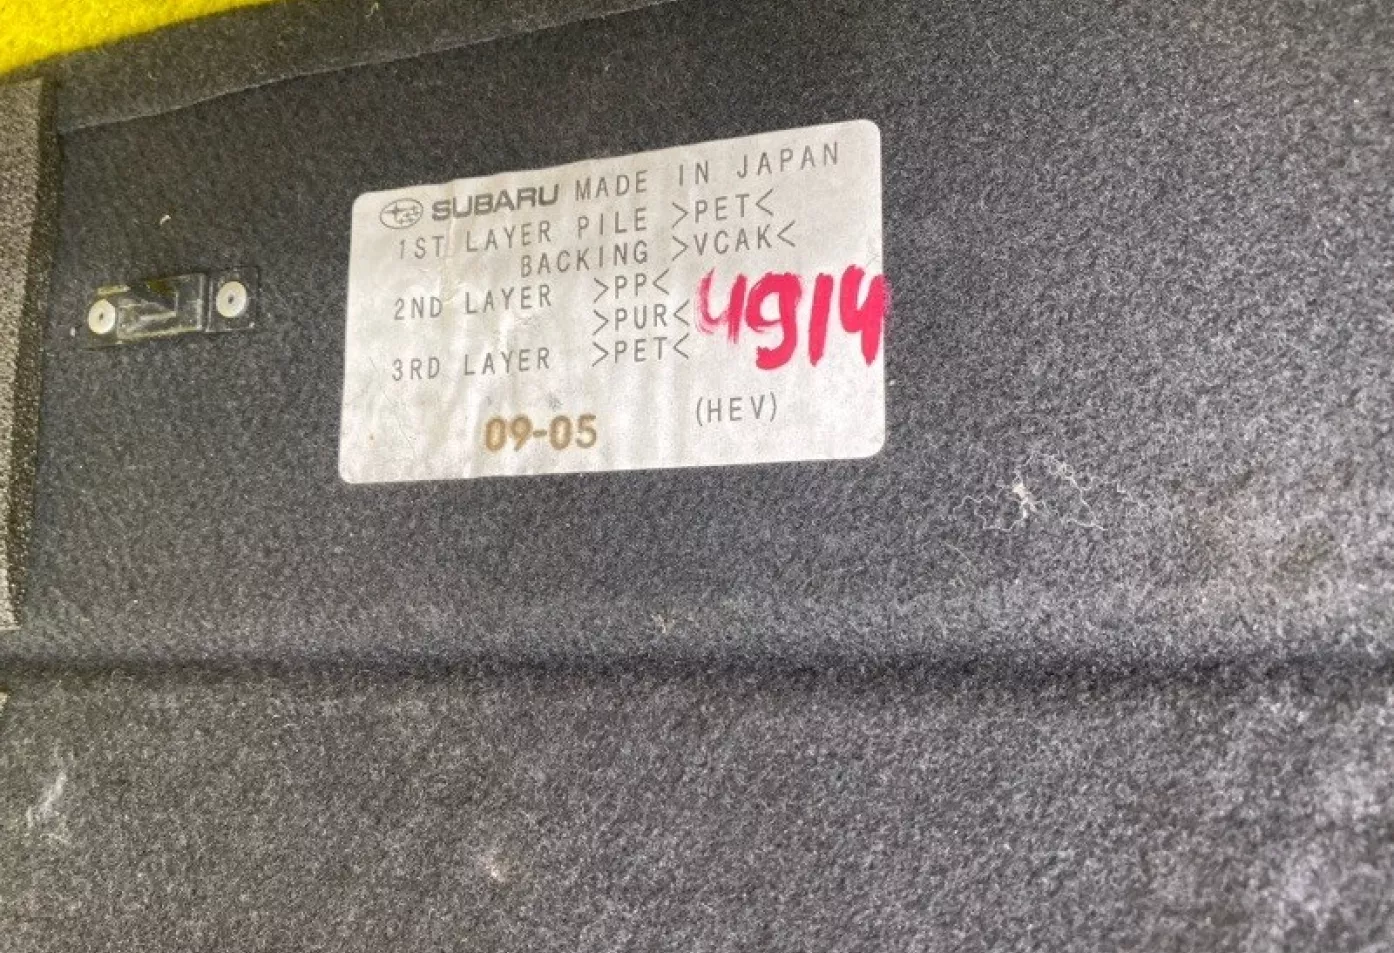 SUBARU MADE IN JAPAN
1ST LAYER PILE >PET<
BACKING >VCAK<
2ND LAYER >PP<
>PUR<
4914
3RD LAYER >PET<
09-05 (HEV)